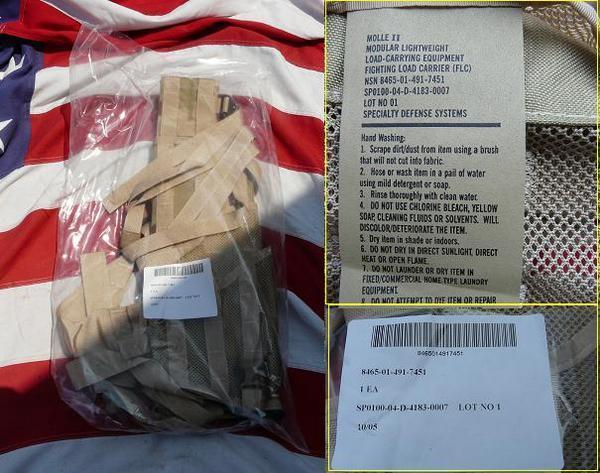 MOLLE II
MODULAR LIGHTWEIGHT
LOAD-CARRYING EQUIPMENT
FIGHTING LOAD CARRIER (FLC)
NSN 8465-01-491-7451
SP0100-04-D-4183-0007
LOT NO 01
SPECIALTY DEFENSE SYSTEMS
Hand Washing:
1. Scrape dirt/dust from item using a brush
that will not cut into fabric.
2. Hose or wash item in a pail of water
using mild detergent or soap.
3. Rinse thoroughly with clean water.
4. DO NOT USE CHLORINE BLEACH, YELLOW
SOAP, CLEANING FLUIDS OR SOLVENTS. WILL
DISCOLOR/DETERIORATE THE ITEM.
5. Dry item in shade or indoors.
6. DO NOT DRY IN DIRECT SUNLIGHT, DIRECT
HEAT OR OPEN FLAME.
7. DO NOT LAUNDER OR DRY ITEM IN
FIXED/COMMERCIAL HOME-TYPE LAUNDRY
EQUIPMENT.
8. DO NOT ATTEMPT TO DYE ITEM OR REPAIR
8465014917451
8465-01-491-7451
1 EA
SP0100-04-D-4183-0007 LOT NO 1
10/05